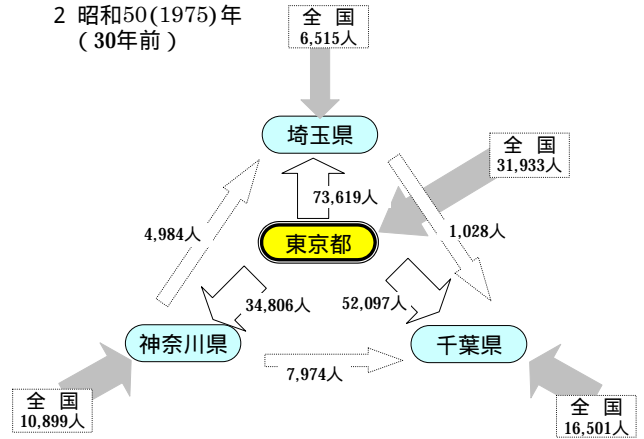 2 昭和50(1975)年
(30年前)
全 国
6,515人
埼玉県
全 国
31,933人
73,619人
4,984人
1,028人
東京都
34,806人
52,097人
神奈川県
千葉県
7,974人
全 国
10,899人
全 国
16,501人